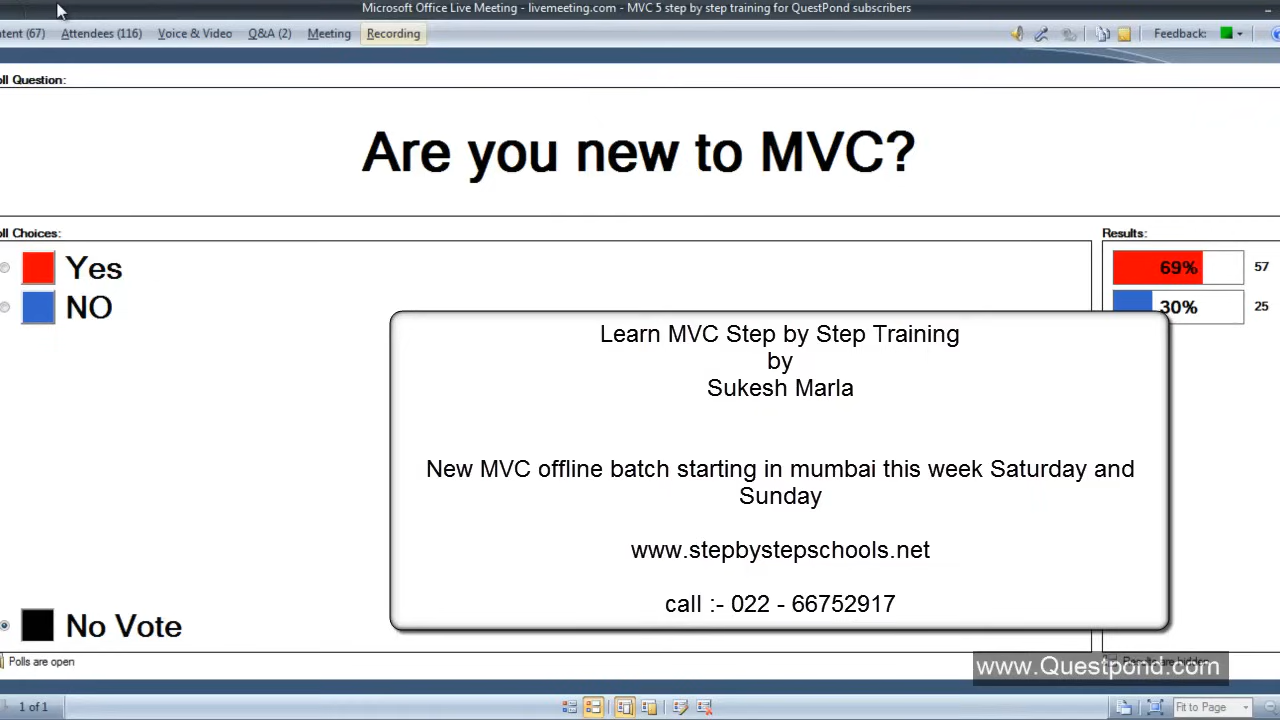 Microsoft Office Live Meeting - livemeeting.com - MVC 5 step by step training for QuestPond subscribers
tent (67) Attendees (116) Voice & Video Q&A (2) Meeting Recording Feedback:
oll Question:
Are you new to MVC?
oll Choices:
Results:
Yes
69% 57
NO
30% 25
Learn MVC Step by Step Training
by
Sukesh Marla
New MVC offline batch starting in mumbai this week Saturday and
Sunday
www.stepbystepschools.net
call :- 022 - 66752917
No Vote
Polls are open
www.Questpond.com
1 of 1
Fit to Page